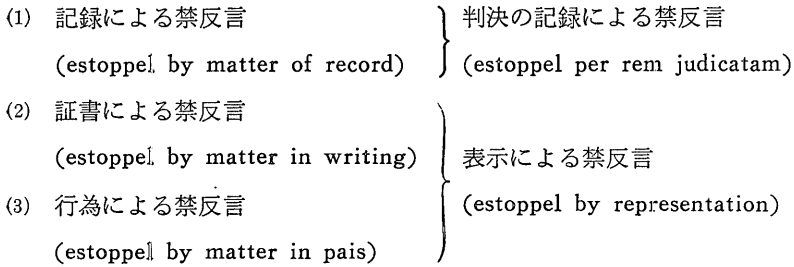 (1) 記録による禁反言
(estoppel by matter of record)
判決の記録による禁反言
(estoppel per rem judicatam)
(2) 証書による禁反言
(estoppel by matter in writing)
(3) 行為による禁反言
(estoppel by matter in pais)
表示による禁反言
(estoppel by representation)